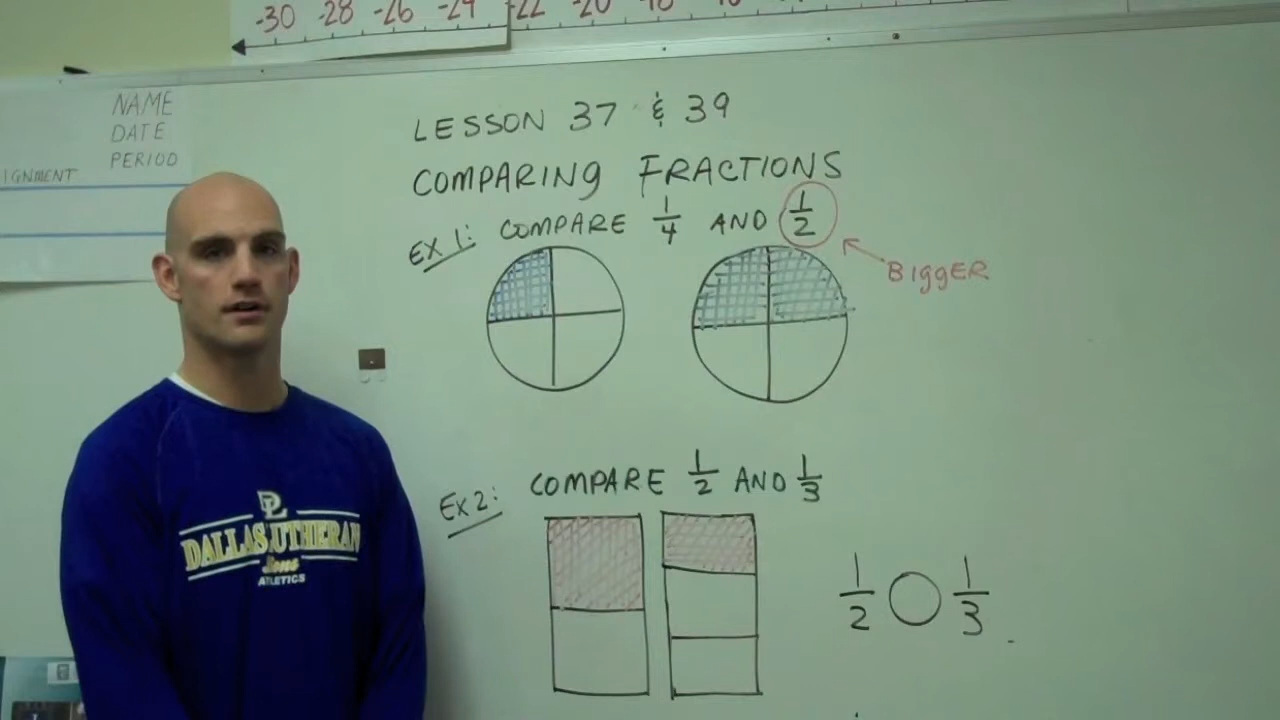 -30 -28 -26 -24 -22 -20
NAME
DATE
PERIOD
IGNMENT
LESSON 37 & 39
COMPARING FRACTIONS
EX 1: COMPARE 1/4 AND 1/2
BIGGER
EX 2: COMPARE 1/2 AND 1/3
1/2 ○ 1/3
DL
DALLAS LUTHERAN
Lions
ATHLETICS